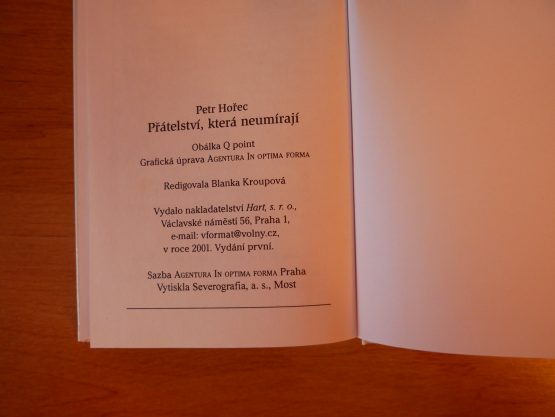 Petr Hořec
Přátelství, která neumírají
Obálka Q point
Grafická úprava Agentura In optima forma
Redigovala Blanka Kroupová
Vydalo nakladatelství Hart, s. r. o.,
Václavské náměstí 56, Praha 1,
e-mail: vformat@volny.cz,
v roce 2001. Vydání první.
Sazba Agentura In optima forma Praha
Vytiskla Severografia, a. s., Most